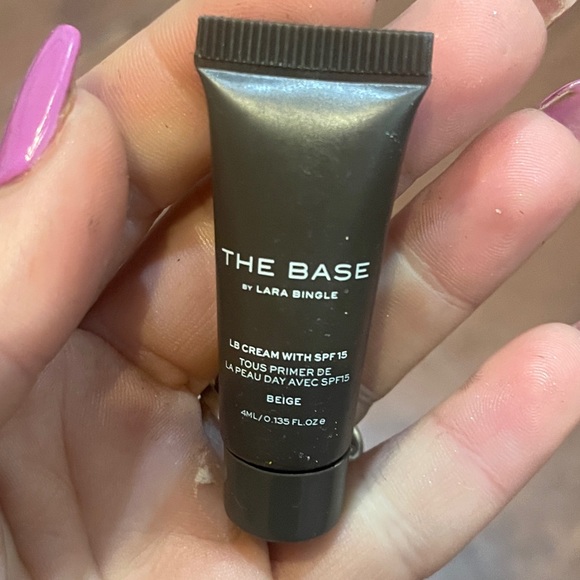 THE BASE
BY LARA BINGLE
LB CREAM WITH SPF 15
TOUS PRIMER DE
LA PEAU DAY AVEC SPF15
BEIGE
4ML/0.135 FL.OZ e